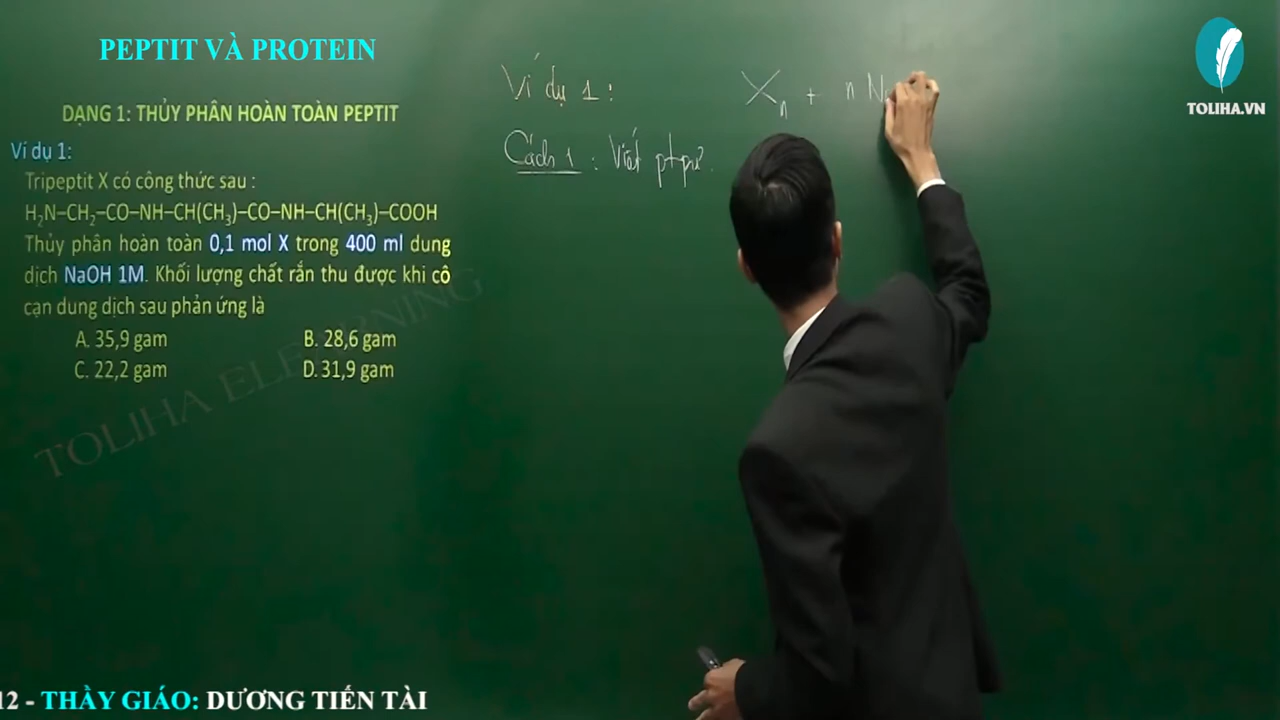 PEPTIT VÀ PROTEIN
TOLIHA.VN
DẠNG 1: THỦY PHÂN HOÀN TOÀN PEPTIT
Ví dụ 1:
Tripeptit X có công thức sau :
H₂N–CH₂–CO–NH–CH(CH₃)–CO–NH–CH(CH₃)–COOH
Thủy phân hoàn toàn 0,1 mol X trong 400 ml dung
dịch NaOH 1M. Khối lượng chất rắn thu được khi cô
cạn dung dịch sau phản ứng là
A. 35,9 gam B. 28,6 gam
C. 22,2 gam D. 31,9 gam
TOLIHA ELEARNING
Ví dụ 1:
Xₙ + n N
Cách 1 : Viết ptpư
12 - THẦY GIÁO: DƯƠNG TIẾN TÀI